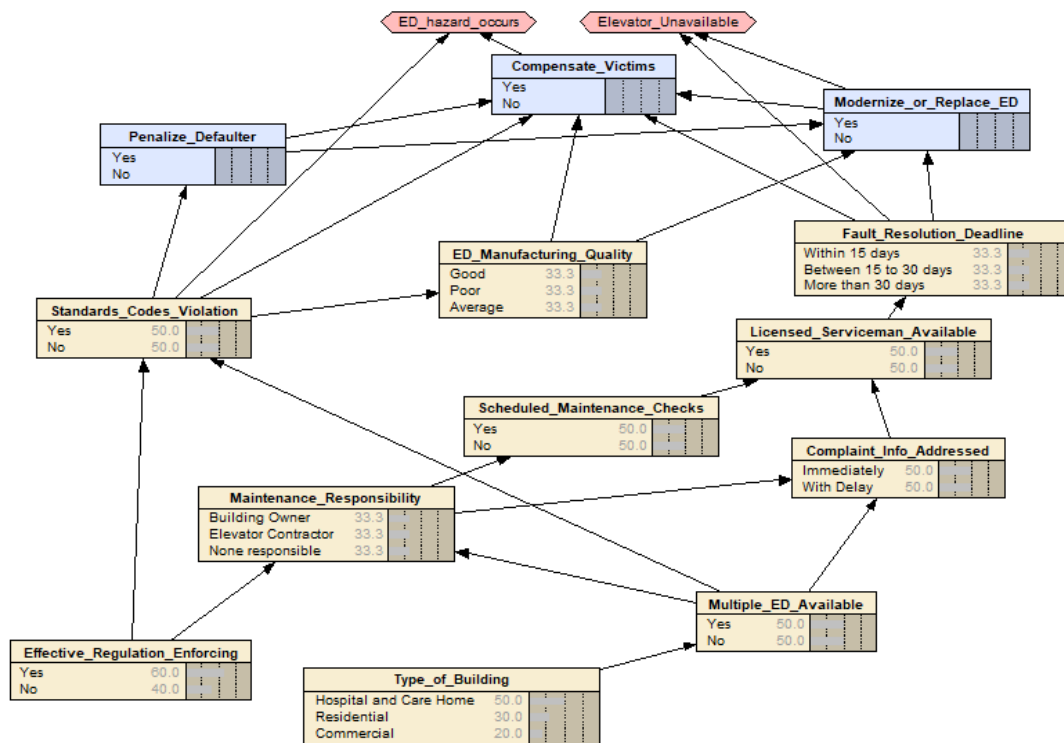 ED_hazard_occurs
Elevator_Unavailable
Compensate_Victims
Yes
No
Modernize_or_Replace_ED
Yes
No
Penalize_Defaulter
Yes
No
Fault_Resolution_Deadline
Within 15 days 33.3
Between 15 to 30 days 33.3
More than 30 days 33.3
ED_Manufacturing_Quality
Good 33.3
Poor 33.3
Average 33.3
Standards_Codes_Violation
Yes 50.0
No 50.0
Licensed_Serviceman_Available
Yes 50.0
No 50.0
Scheduled_Maintenance_Checks
Yes 50.0
No 50.0
Complaint_Info_Addressed
Immediately 50.0
With Delay 50.0
Maintenance_Responsibility
Building Owner 33.3
Elevator Contractor 33.3
None responsible 33.3
Multiple_ED_Available
Yes 50.0
No 50.0
Effective_Regulation_Enforcing
Yes 60.0
No 40.0
Type_of_Building
Hospital and Care Home 50.0
Residential 30.0
Commercial 20.0